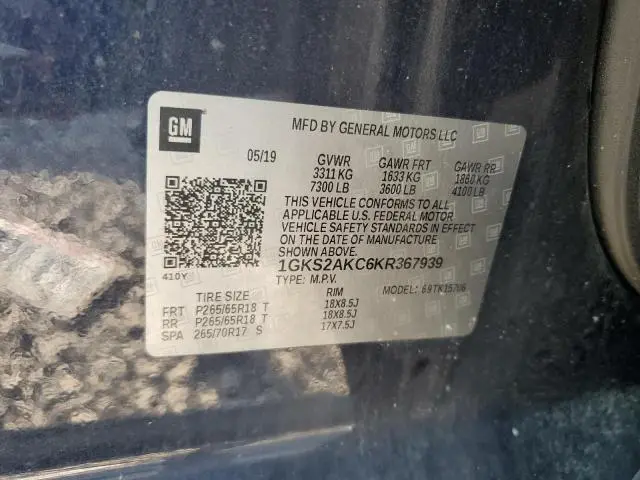 GM
MFD BY GENERAL MOTORS LLC
05/19 GVWR GAWR FRT GAWR RR
3311 KG 1633 KG 1860 KG
7300 LB 3600 LB 4100 LB
THIS VEHICLE CONFORMS TO ALL
APPLICABLE U.S. FEDERAL MOTOR
VEHICLE SAFETY STANDARDS IN EFFECT
ON THE DATE OF MANUFACTURE
SHOWN ABOVE.
1GKS2AKC6KR367939
410Y
TYPE: M.P.V. MODEL: 69TK15706
TIRE SIZE RIM
FRT P265/65R18 T 18X8.5J
RR P265/65R18 T 18X8.5J
SPA 265/70R17 S 17X7.5J